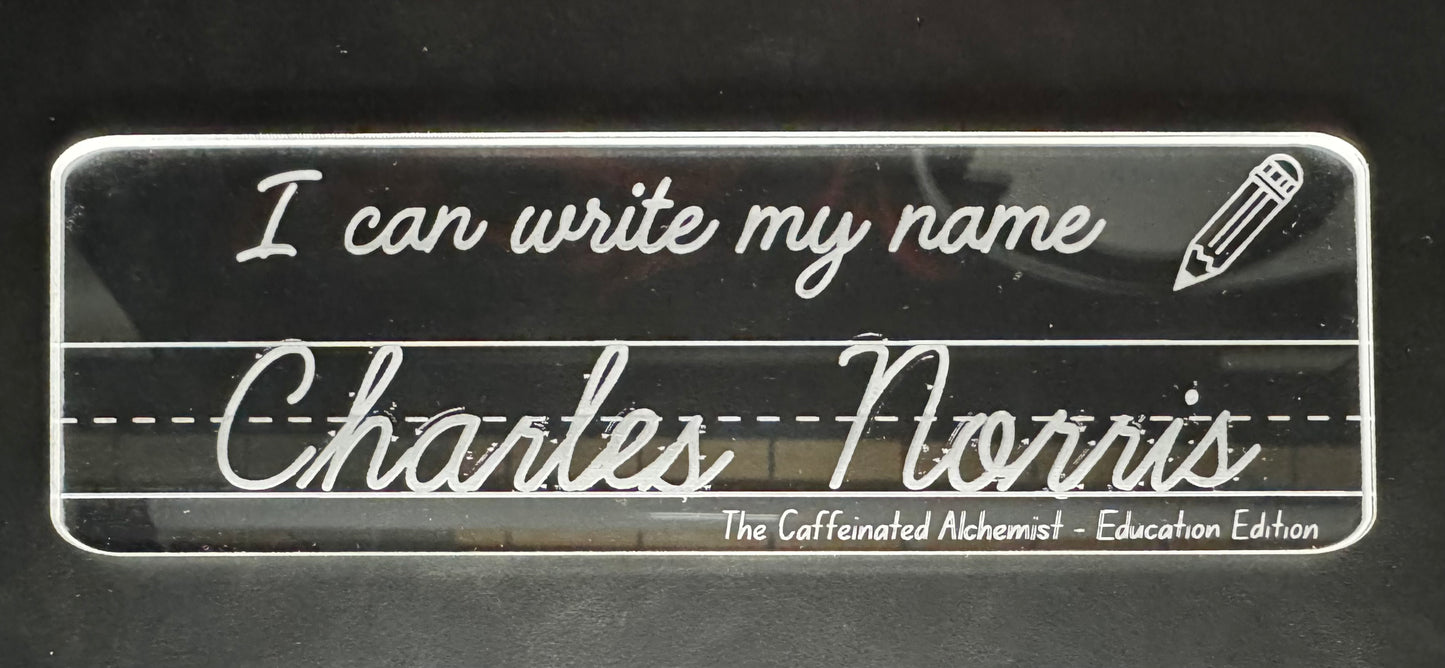 I can write my name
Charles Norris
The Caffeinated Alchemist - Education Edition